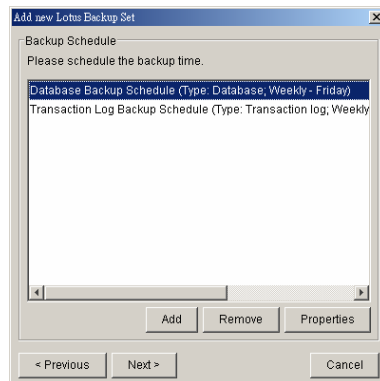 Add new Lotus Backup Set
Backup Schedule
Please schedule the backup time.
Database Backup Schedule (Type: Database; Weekly - Friday)
Transaction Log Backup Schedule (Type: Transaction log; Weekly
Add Remove Properties
< Previous Next > Cancel